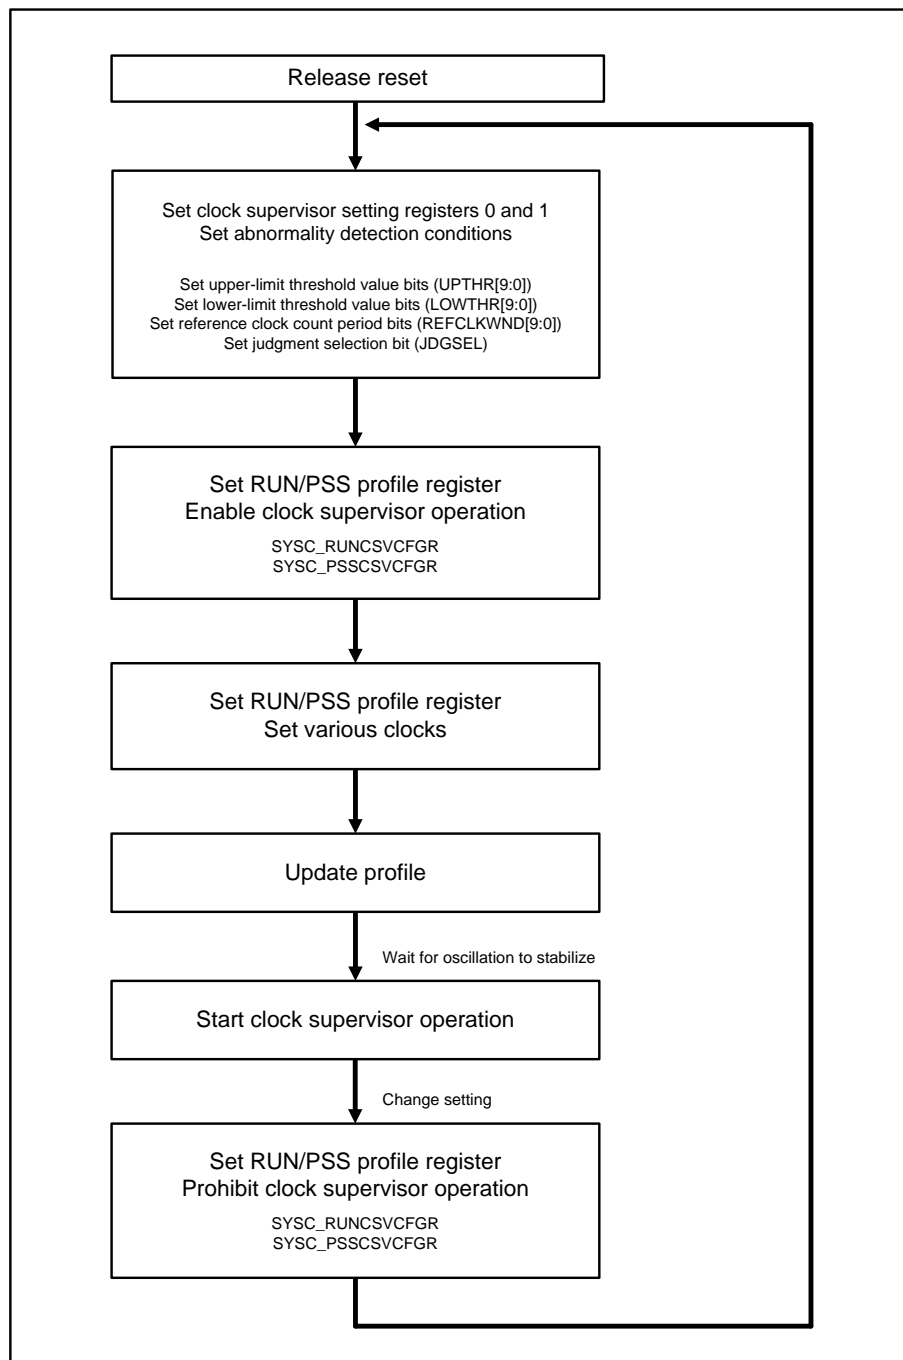 Release reset
Set clock supervisor setting registers 0 and 1
Set abnormality detection conditions
Set upper-limit threshold value bits (UPTHR[9:0])
Set lower-limit threshold value bits (LOWTHR[9:0])
Set reference clock count period bits (REFCLKWND[9:0])
Set judgment selection bit (JDGSEL)
Set RUN/PSS profile register
Enable clock supervisor operation
SYSC_RUNCSVCFGR
SYSC_PSSCSVCFGR
Set RUN/PSS profile register
Set various clocks
Update profile
Wait for oscillation to stabilize
Start clock supervisor operation
Change setting
Set RUN/PSS profile register
Prohibit clock supervisor operation
SYSC_RUNCSVCFGR
SYSC_PSSCSVCFGR